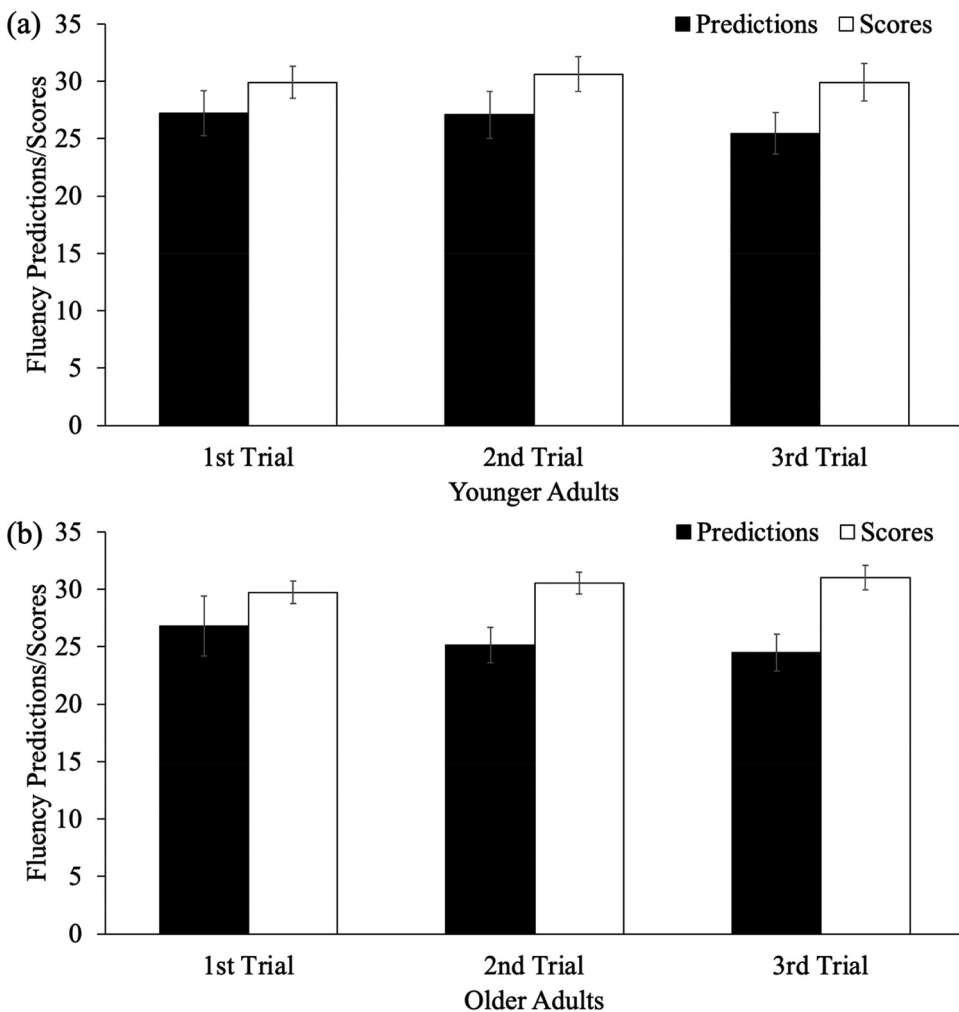 (a)
Predictions Scores
Fluency Predictions/Scores
35
30
25
20
15
10
5
0
1st Trial 2nd Trial 3rd Trial
Younger Adults
(b)
Predictions Scores
Fluency Predictions/Scores
35
30
25
20
15
10
5
0
1st Trial 2nd Trial 3rd Trial
Older Adults